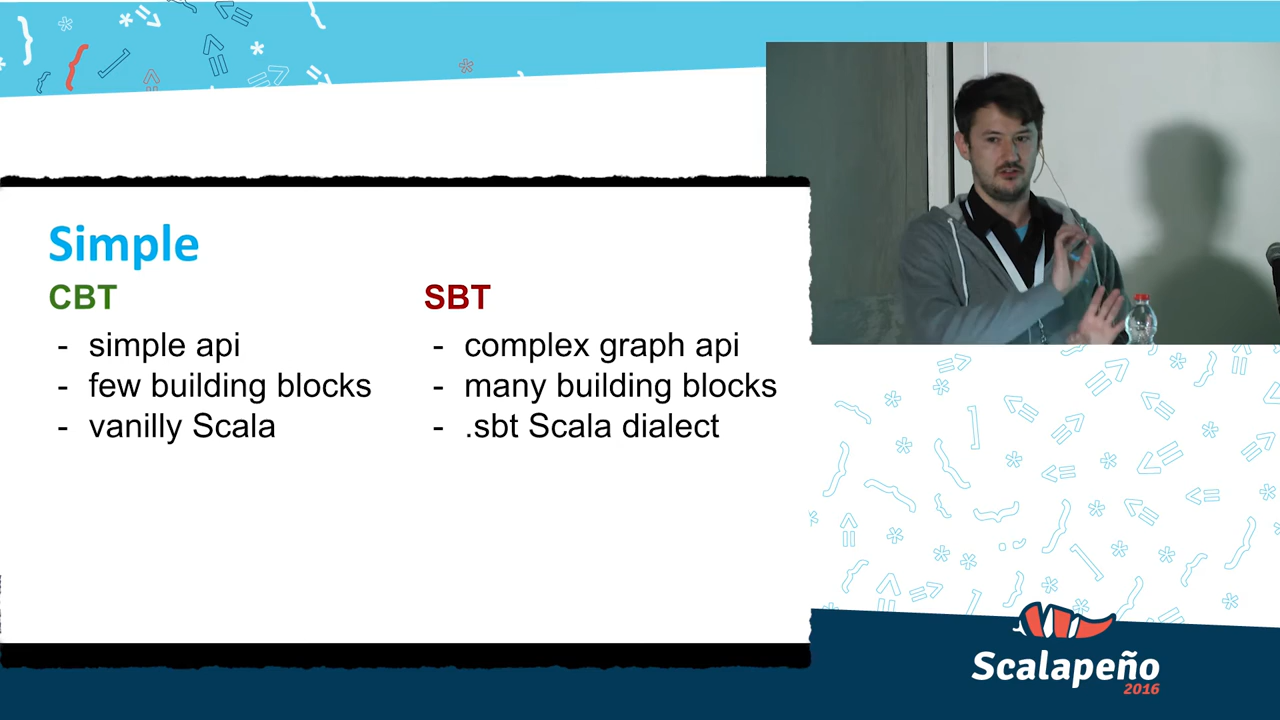 Simple
CBT
- simple api
- few building blocks
- vanilly Scala
SBT
- complex graph api
- many building blocks
- .sbt Scala dialect
Scalapeño
2016